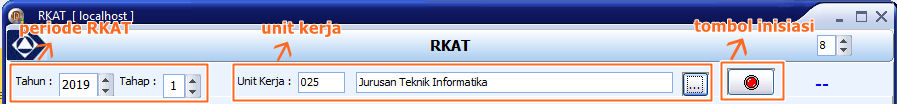 RKAT [ localhost ]
periode RKAT unit kerja tombol inisiasi
RKAT 8
Tahun : 2019 Tahap : 1 Unit Kerja : 025 Jurusan Teknik Informatika ... --